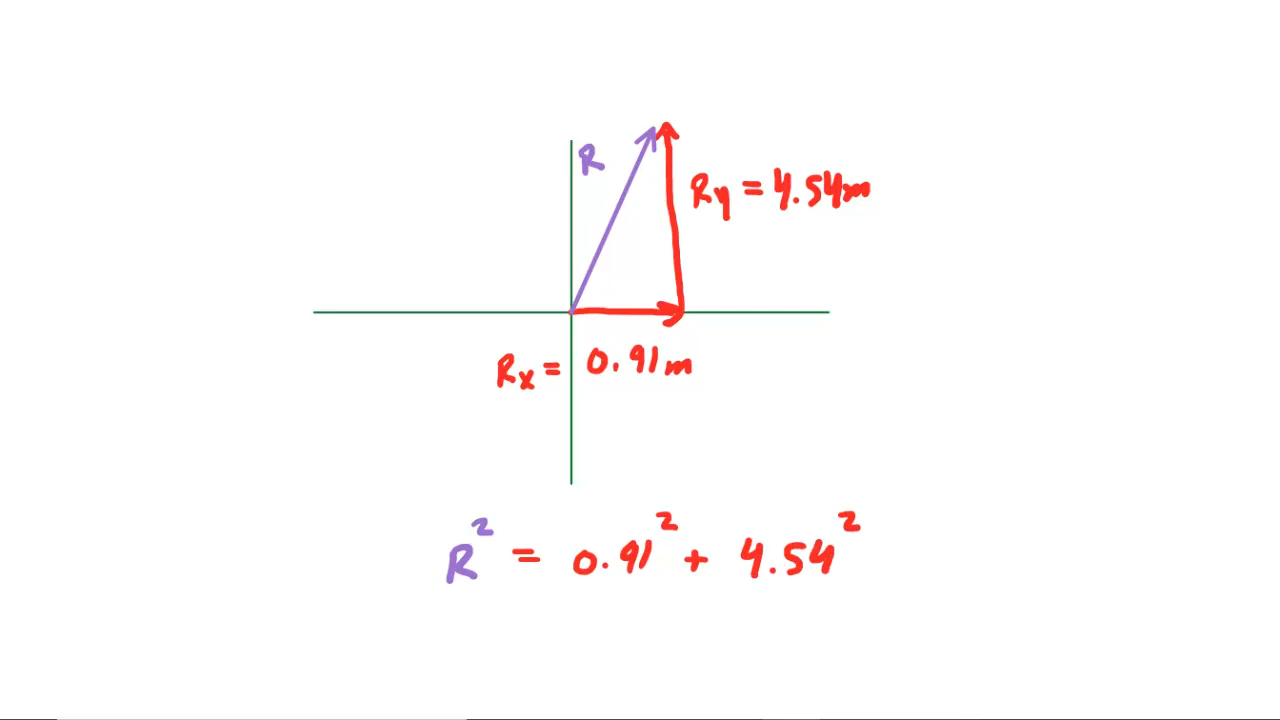 R
Ry = 4.54m
Rx = 0.91m
R² = 0.91² + 4.54²